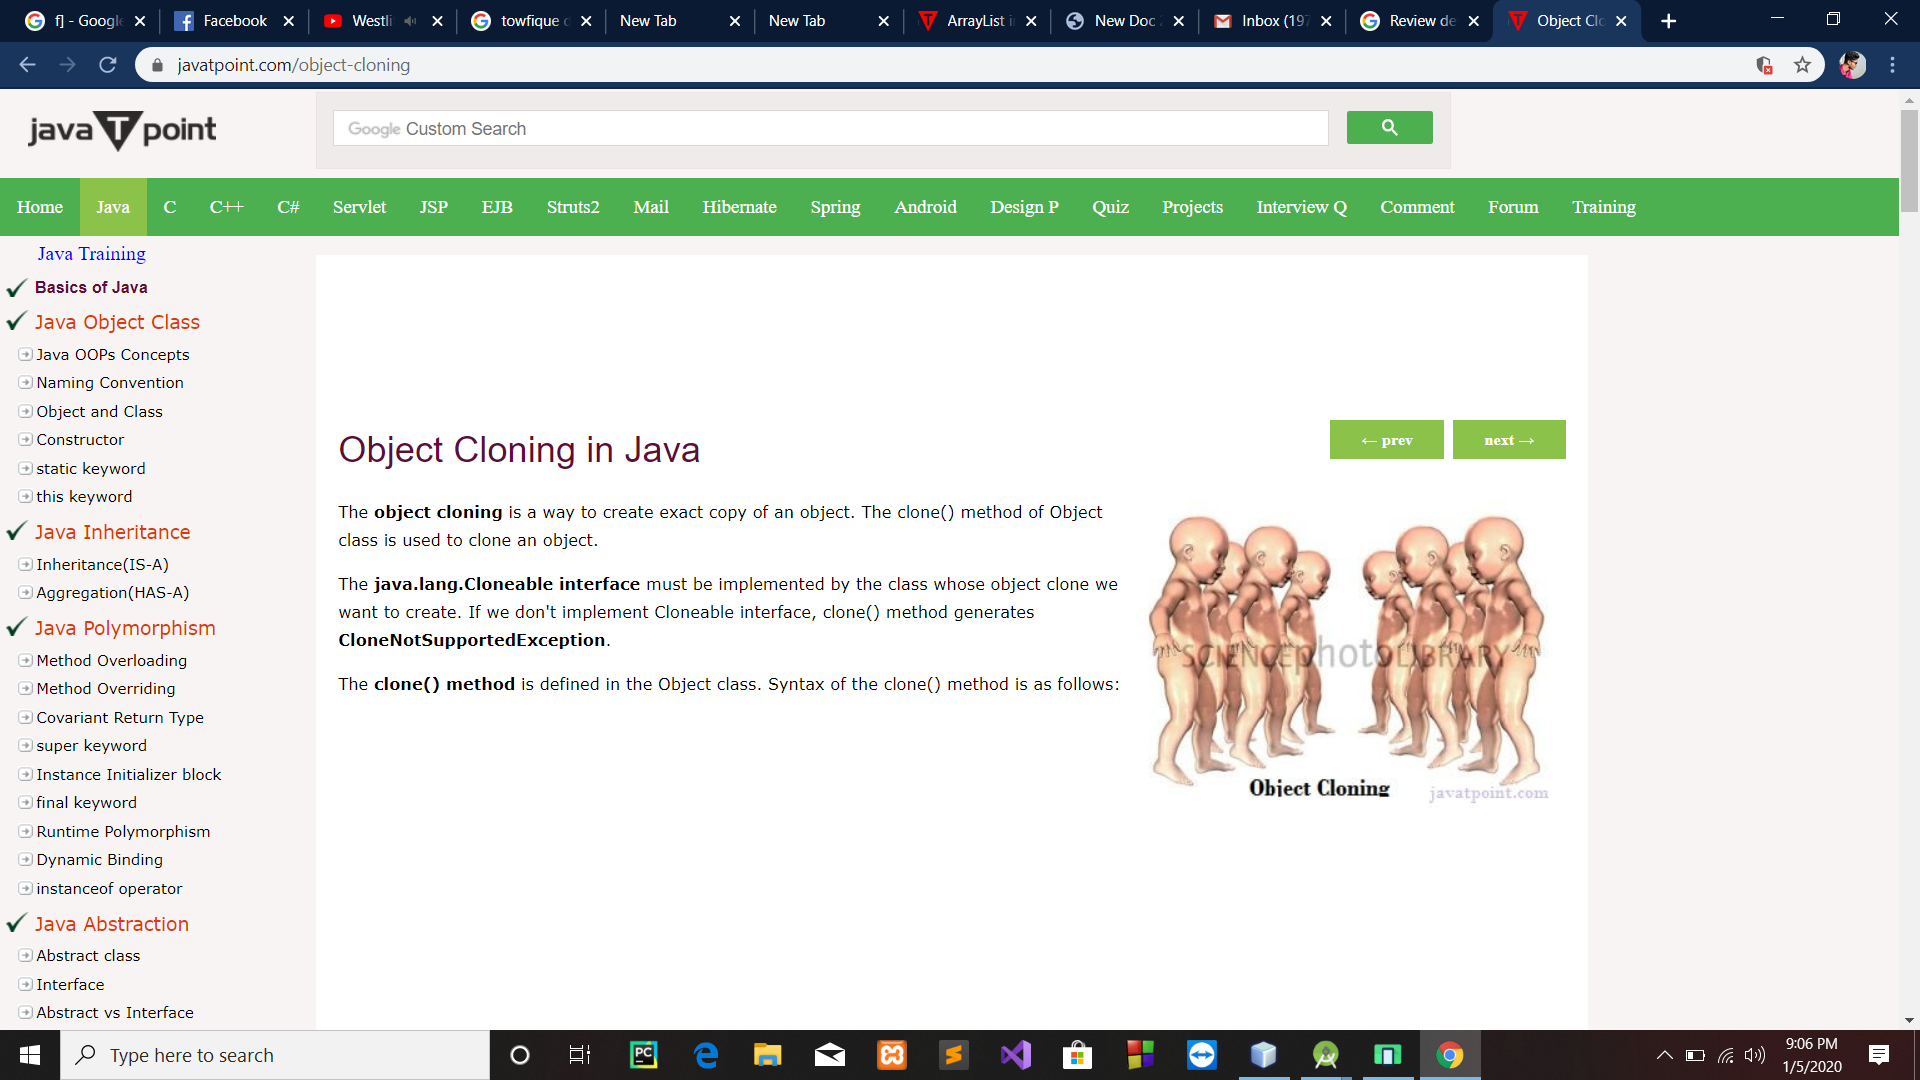 f] - Google
Facebook
Westli
towfique
New Tab
New Tab
ArrayList i
New Doc
Inbox (197
Review de
Object Clo
javatpoint.com/object-cloning
javaTpoint
Google Custom Search
Home Java C C++ C# Servlet JSP EJB Struts2 Mail Hibernate Spring Android Design P Quiz Projects Interview Q Comment Forum Training
Java Training
Basics of Java
Java Object Class
Java OOPs Concepts
Naming Convention
Object and Class
Constructor
static keyword
this keyword
Java Inheritance
Inheritance(IS-A)
Aggregation(HAS-A)
Java Polymorphism
Method Overloading
Method Overriding
Covariant Return Type
super keyword
Instance Initializer block
final keyword
Runtime Polymorphism
Dynamic Binding
instanceof operator
Java Abstraction
Abstract class
Interface
Abstract vs Interface
← prev
next →
Object Cloning in Java
The object cloning is a way to create exact copy of an object. The clone() method of Object
class is used to clone an object.
The java.lang.Cloneable interface must be implemented by the class whose object clone we
want to create. If we don't implement Cloneable interface, clone() method generates
CloneNotSupportedException.
The clone() method is defined in the Object class. Syntax of the clone() method is as follows:
SCIENCEphotoLIBRARY
Object Cloning
javatpoint.com
Type here to search
PC
9:06 PM
1/5/2020